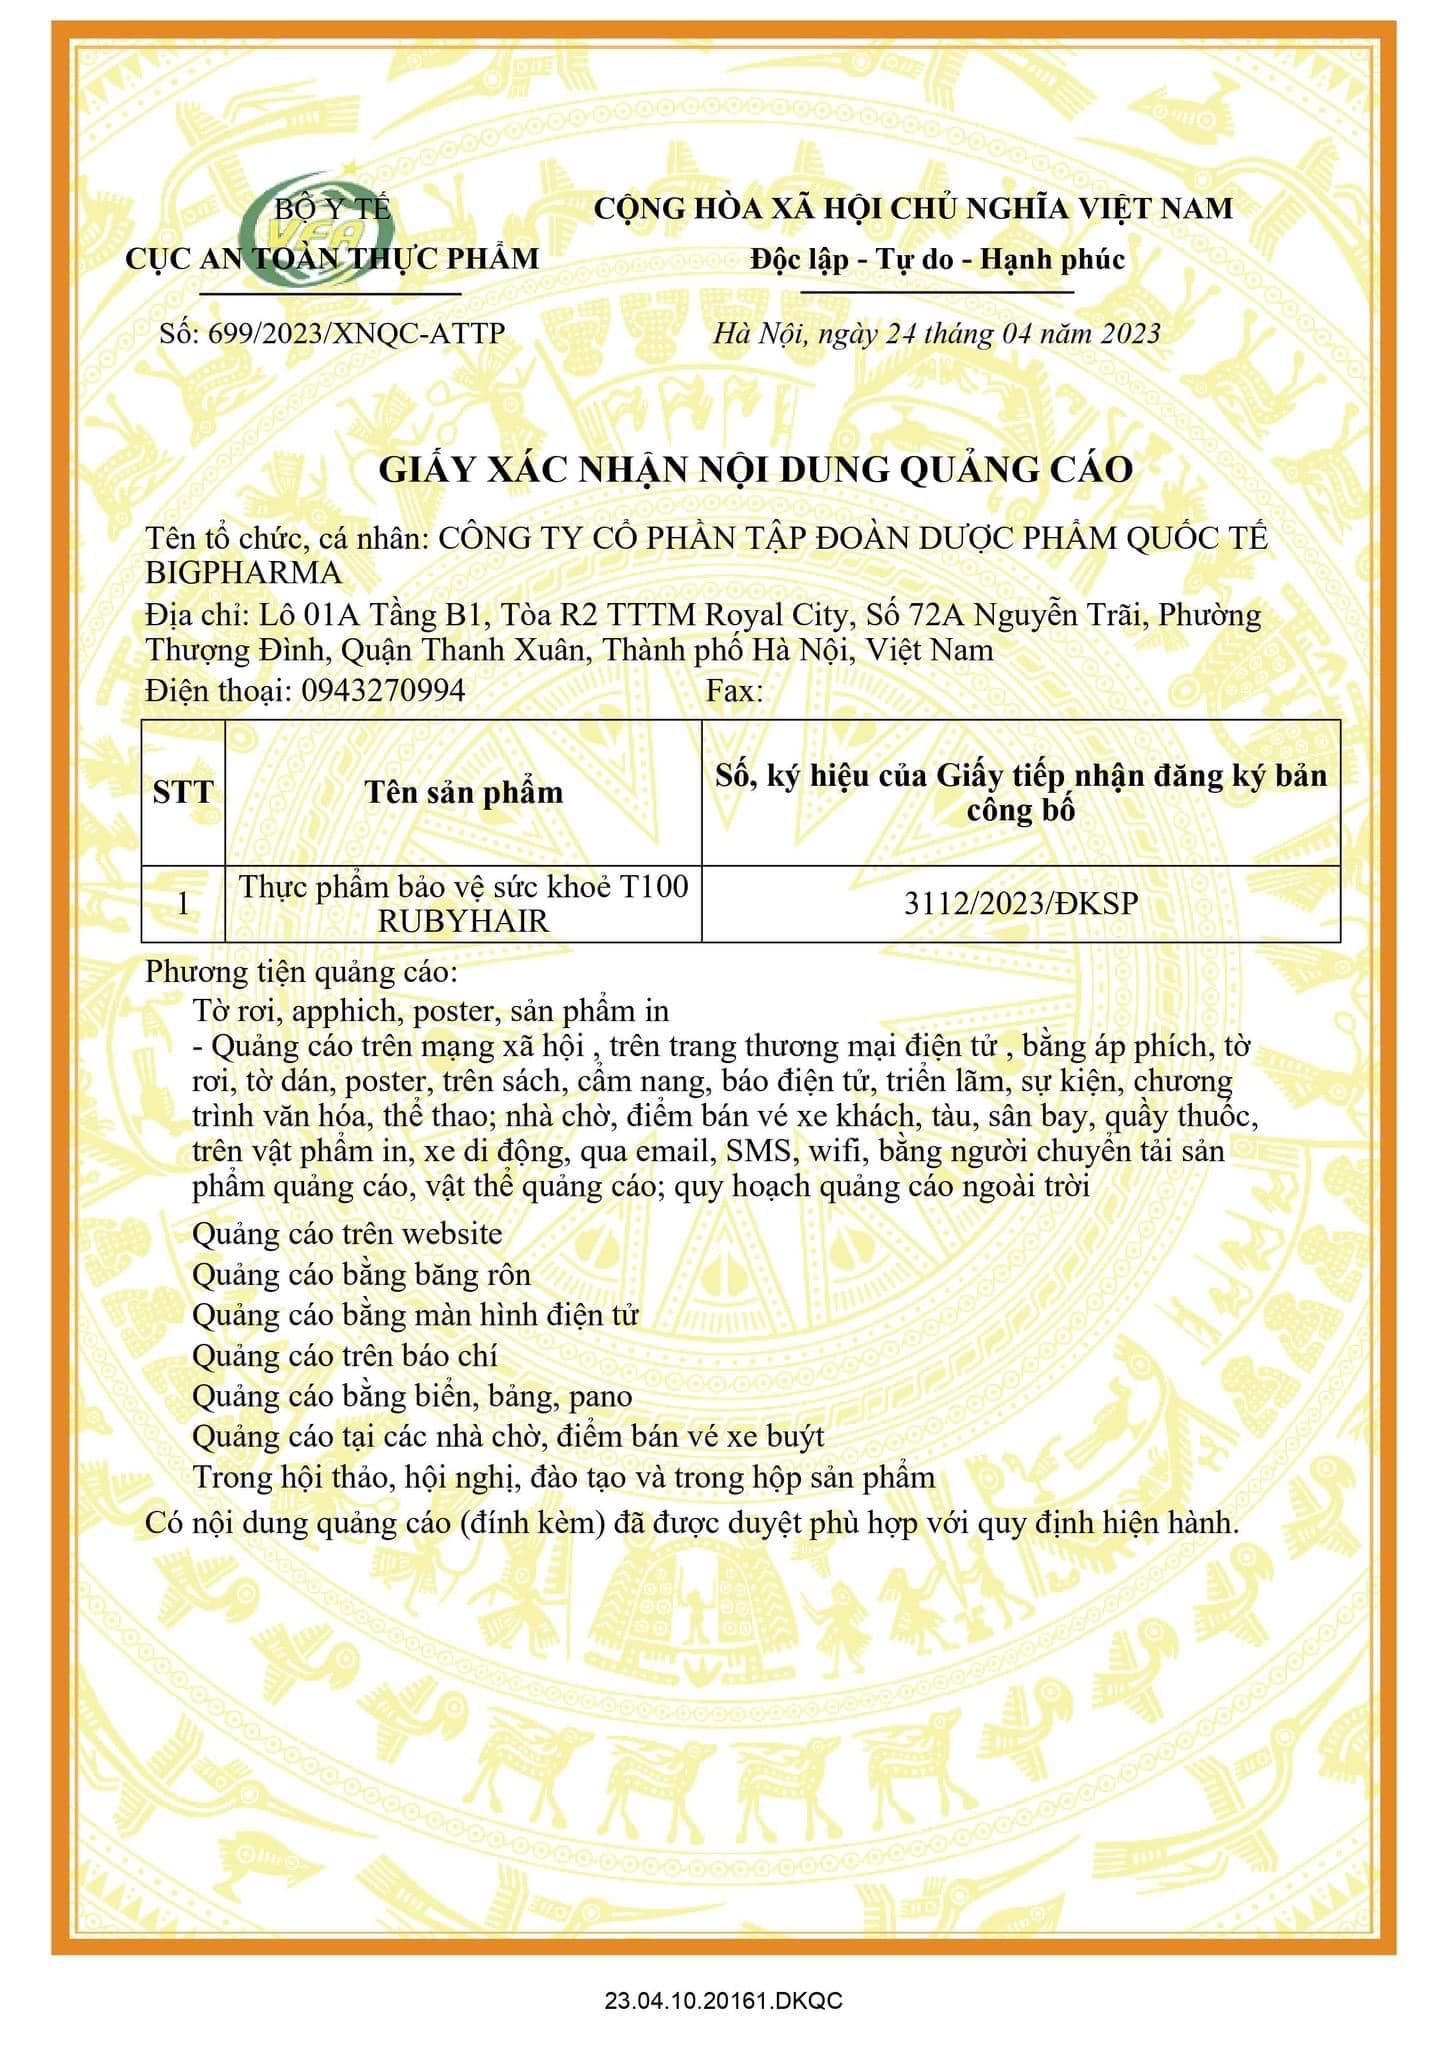 BỘ Y TẾ
VFA
CỤC AN TOÀN THỰC PHẨM
Số: 699/2023/XNQC-ATTP
CỘNG HÒA XÃ HỘI CHỦ NGHĨA VIỆT NAM
Độc lập - Tự do - Hạnh phúc
Hà Nội, ngày 24 tháng 04 năm 2023
GIẤY XÁC NHẬN NỘI DUNG QUẢNG CÁO
Tên tổ chức, cá nhân: CÔNG TY CỔ PHẦN TẬP ĐOÀN DƯỢC PHẨM QUỐC TẾ
BIGPHARMA
Địa chỉ: Lô 01A Tầng B1, Tòa R2 TTTM Royal City, Số 72A Nguyễn Trãi, Phường
Thượng Đình, Quận Thanh Xuân, Thành phố Hà Nội, Việt Nam
Điện thoại: 0943270994 Fax:
STT
Tên sản phẩm
Số, ký hiệu của Giấy tiếp nhận đăng ký bản
công bố
1
Thực phẩm bảo vệ sức khoẻ T100
RUBYHAIR
3112/2023/ĐKSP
Phương tiện quảng cáo:
Tờ rơi, apphich, poster, sản phẩm in
- Quảng cáo trên mạng xã hội , trên trang thương mại điện tử , bằng áp phích, tờ
rơi, tờ dán, poster, trên sách, cẩm nang, báo điện tử, triển lãm, sự kiện, chương
trình văn hóa, thể thao; nhà chờ, điểm bán vé xe khách, tàu, sân bay, quầy thuốc,
trên vật phẩm in, xe di động, qua email, SMS, wifi, bằng người chuyển tải sản
phẩm quảng cáo, vật thể quảng cáo; quy hoạch quảng cáo ngoài trời
Quảng cáo trên website
Quảng cáo bằng băng rôn
Quảng cáo bằng màn hình điện tử
Quảng cáo trên báo chí
Quảng cáo bằng biển, bảng, pano
Quảng cáo tại các nhà chờ, điểm bán vé xe buýt
Trong hội thảo, hội nghị, đào tạo và trong hộp sản phẩm
Có nội dung quảng cáo (đính kèm) đã được duyệt phù hợp với quy định hiện hành.
23.04.10.20161.DKQC